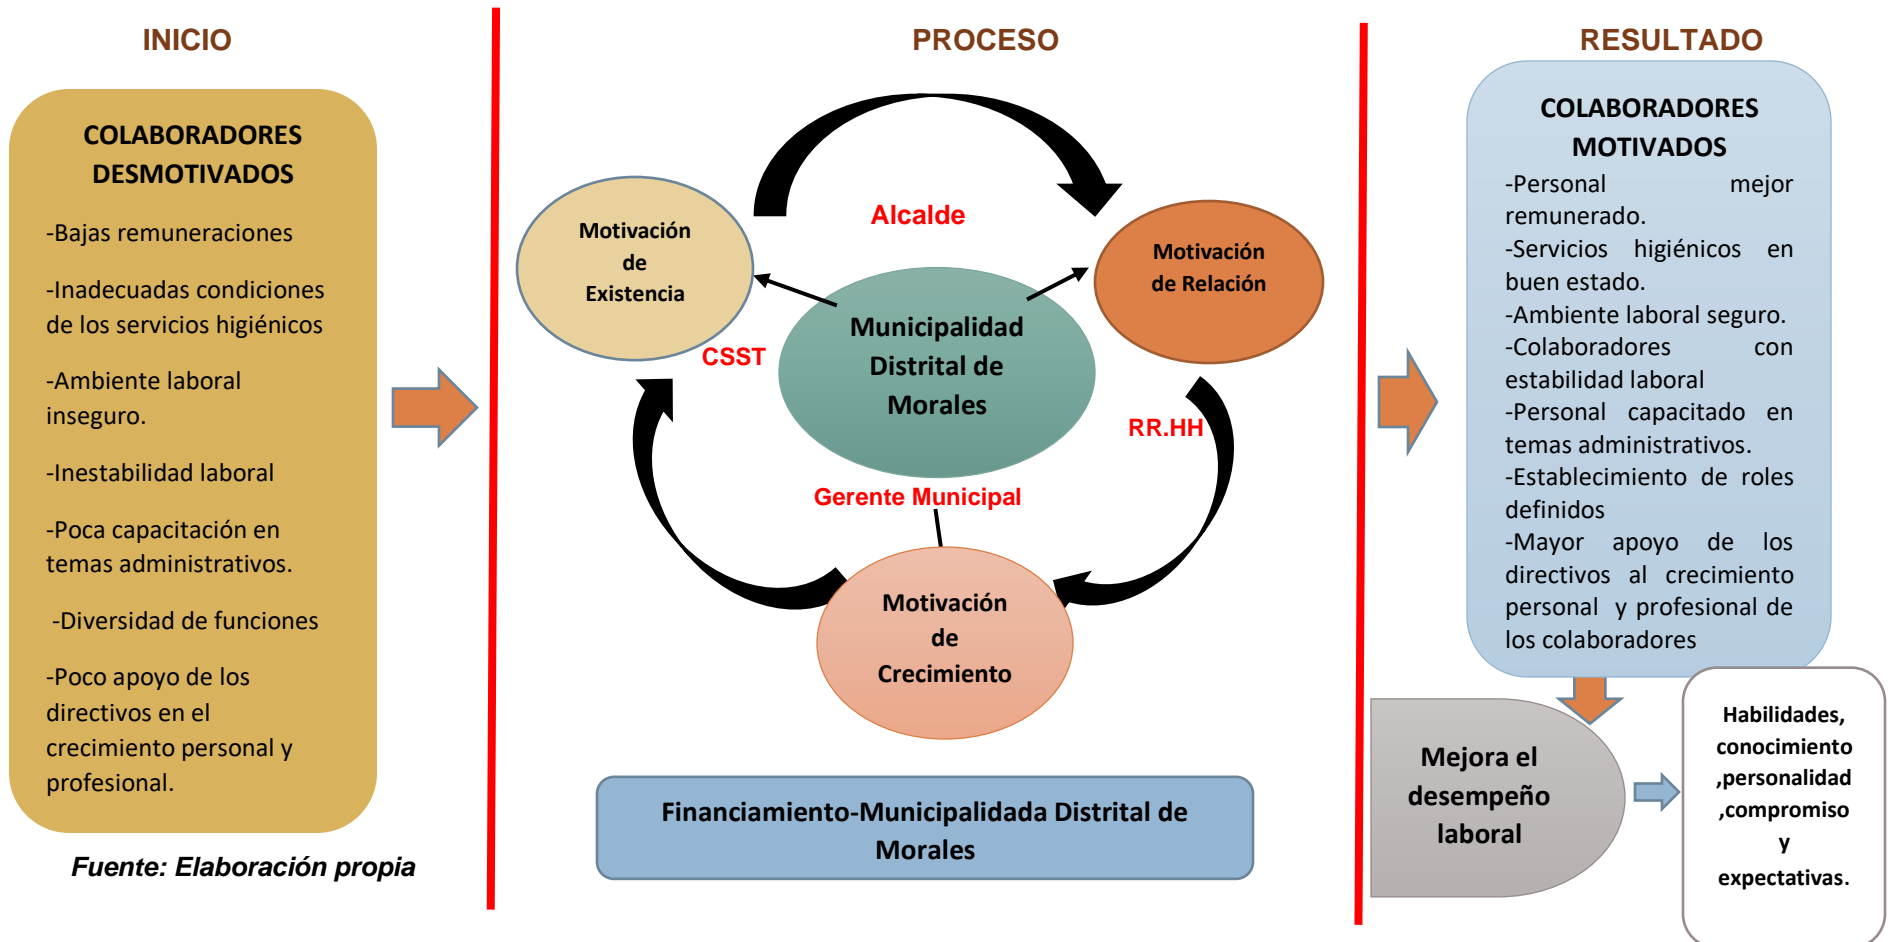 INICIO
COLABORADORES
DESMOTIVADOS
-Bajas remuneraciones
-Inadecuadas condiciones
de los servicios higiénicos
-Ambiente laboral
inseguro.
-Inestabilidad laboral
-Poca capacitación en
temas administrativos.
-Diversidad de funciones
-Poco apoyo de los
directivos en el
crecimiento personal y
profesional.
Fuente: Elaboración propia
PROCESO
Motivación
de
Existencia
Alcalde
Motivación
de Relación
CSST
Municipalidad
Distrital de
Morales
RR.HH
Gerente Municipal
Motivación
de
Crecimiento
Financiamiento-Municipalidada Distrital de
Morales
RESULTADO
COLABORADORES
MOTIVADOS
-Personal mejor
remunerado.
-Servicios higiénicos en
buen estado.
-Ambiente laboral seguro.
-Colaboradores con
estabilidad laboral
-Personal capacitado en
temas administrativos.
-Establecimiento de roles
definidos
-Mayor apoyo de los
directivos al crecimiento
personal y profesional de
los colaboradores
Mejora el
desempeño
laboral
Habilidades,
conocimiento
,personalidad
,compromiso
y
expectativas.